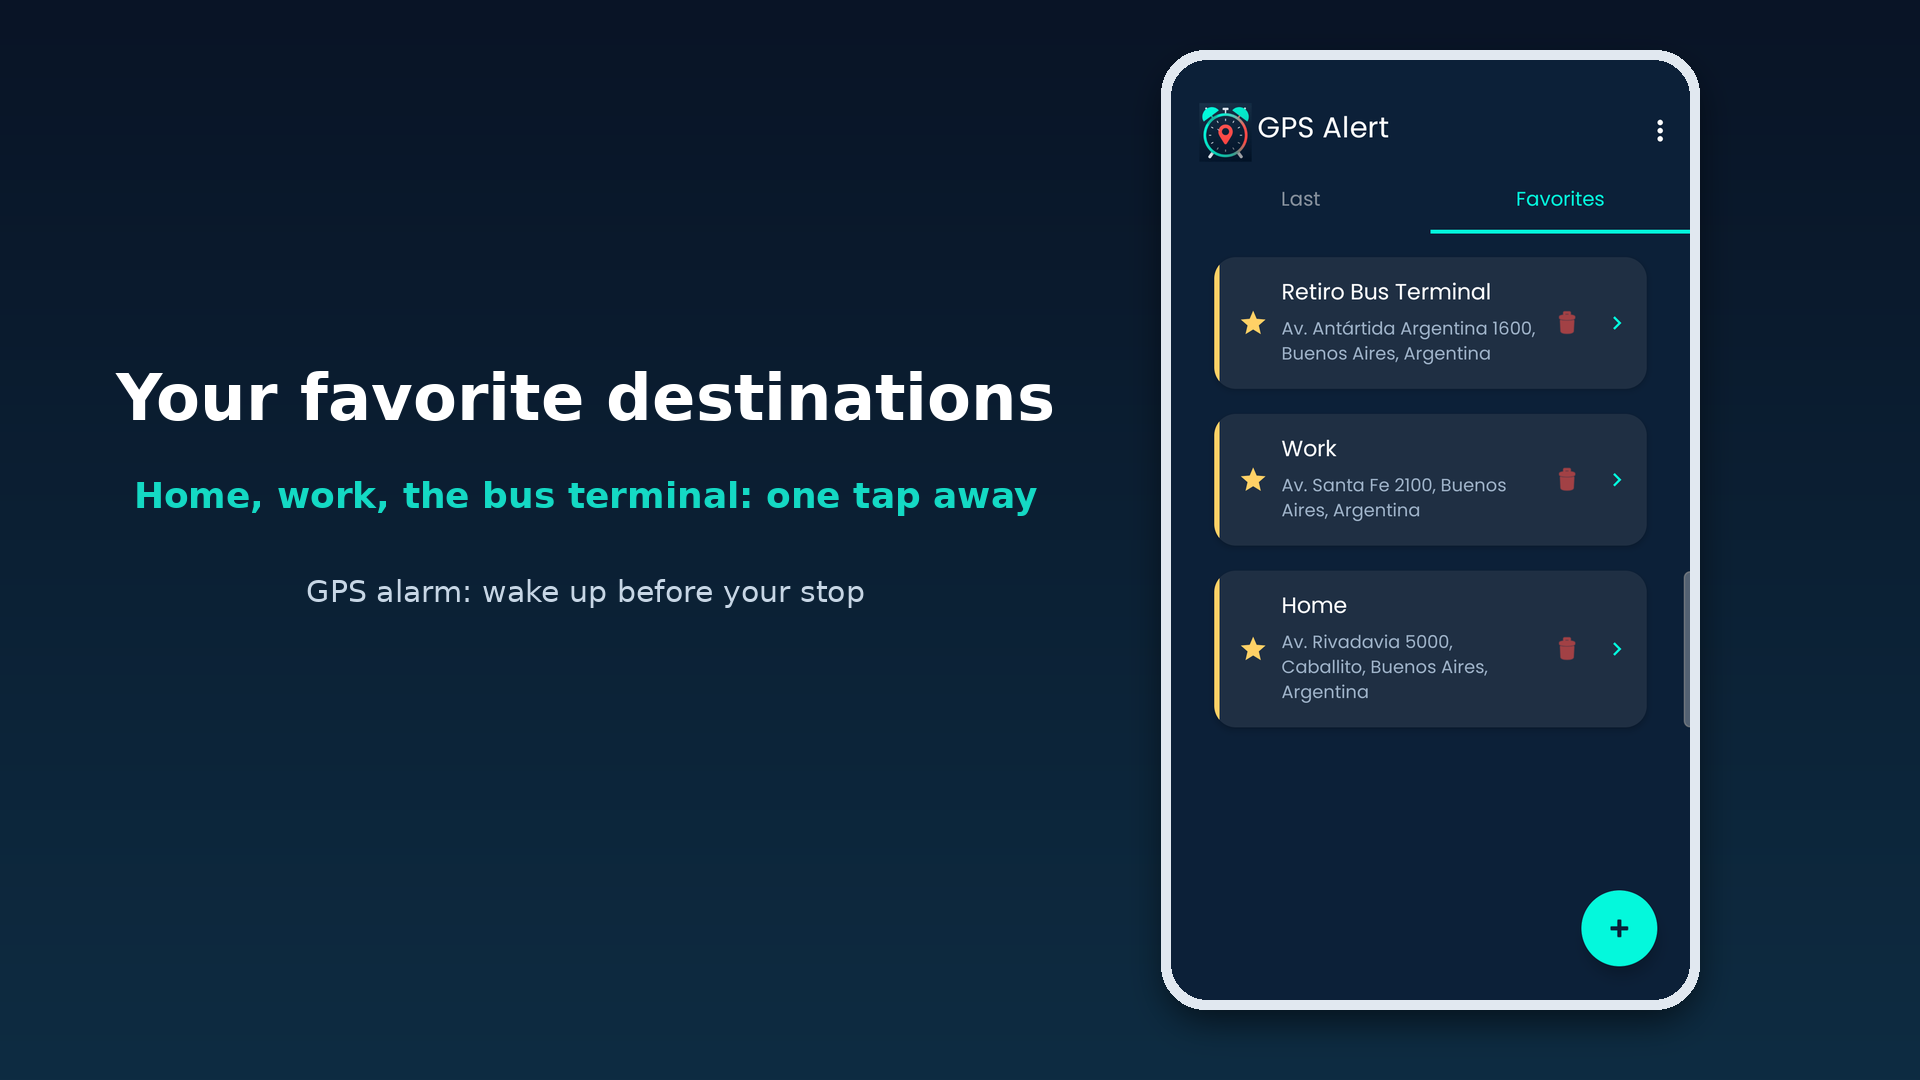 Your favorite destinations
Home, work, the bus terminal: one tap away
GPS alarm: wake up before your stop
GPS Alert
Last
Favorites
Retiro Bus Terminal
Av. Antártida Argentina 1600,
Buenos Aires, Argentina
Work
Av. Santa Fe 2100, Buenos
Aires, Argentina
Home
Av. Rivadavia 5000,
Caballito, Buenos Aires,
Argentina
+